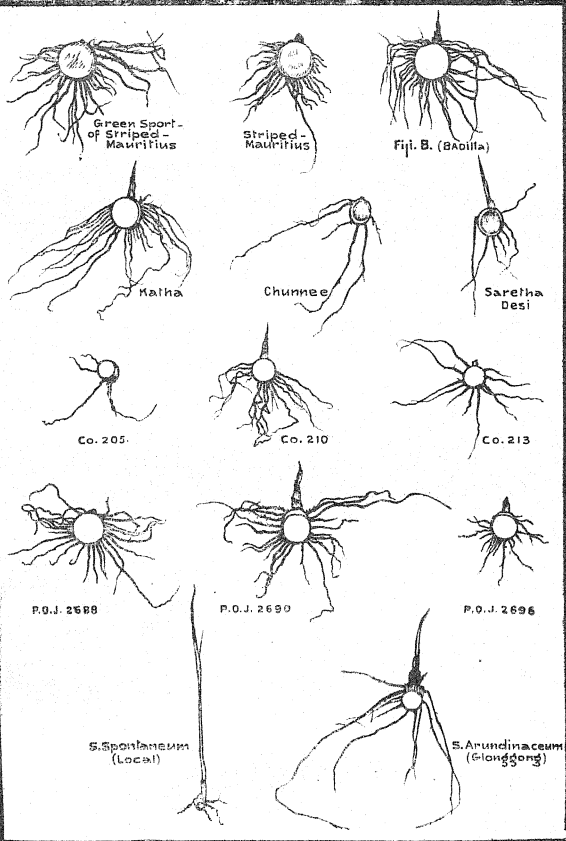 Green Sport-
of Striped-
Mauritius
Striped-
Mauritius
Fiji. B. (BADILLA)
Katha
Chunnee
Saretha
Desi
Co. 205.
Co. 210
Co. 213
P.O.J. 2688
P.O.J. 2690
P.O.J. 2696
S.Spontaneum
(Local)
S.Arundinaceum
(Glonggong)